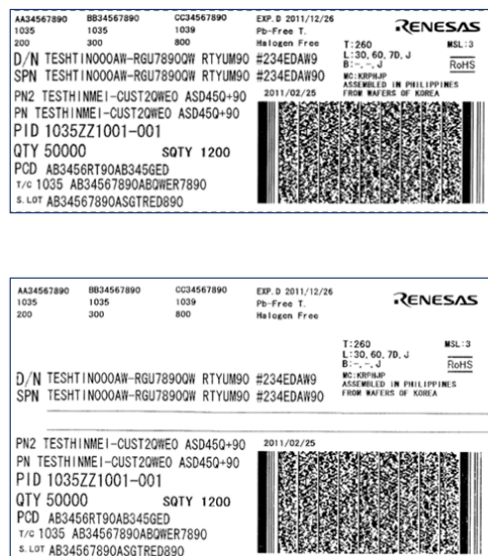 AA34567890 BB34567890 CC34567890 EXP.D 2011/12/26 RENESAS
1035 1035 1039 Pb-Free T.
200 300 800 Halogen Free T:260 MSL:3
D/N TESHTIN000AW-RGU7890QW RTYUM90 #234EDAW9 L:30, 60, 7D, J
B:-,-, J RoHS
SPN TESHTIN000AW-RGU7890QW RTYUM90 #234EDAW90 MC:KRPHJP
ASSEMBLED IN PHILIPPINES
FROM WAFERS OF KOREA
PN2 TESTHINMEI-CUST2QWE0 ASD45Q+90 2011/02/25
PN TESTHINMEI-CUST2QWE0 ASD45Q+90
PID 1035ZZ1001-001
QTY 50000 SQTY 1200
PCD AB3456RT90AB345GED
T/C 1035 AB34567890ABQWER7890
S.LOT AB34567890ASGTRED890
AA34567890 BB34567890 CC34567890 EXP.D 2011/12/26 RENESAS
1035 1035 1039 Pb-Free T.
200 300 800 Halogen Free
T:260 MSL:3
L:30, 60, 7D, J
B:-,-, J RoHS
D/N TESHTIN000AW-RGU7890QW RTYUM90 #234EDAW9 MC:KRPHJP
ASSEMBLED IN PHILIPPINES
SPN TESHTIN000AW-RGU7890QW RTYUM90 #234EDAW90 FROM WAFERS OF KOREA
PN2 TESTHINMEI-CUST2QWE0 ASD45Q+90 2011/02/25
PN TESTHINMEI-CUST2QWE0 ASD45Q+90
PID 1035ZZ1001-001
QTY 50000 SQTY 1200
PCD AB3456RT90AB345GED
T/C 1035 AB34567890ABQWER7890
S.LOT AB34567890ASGTRED890